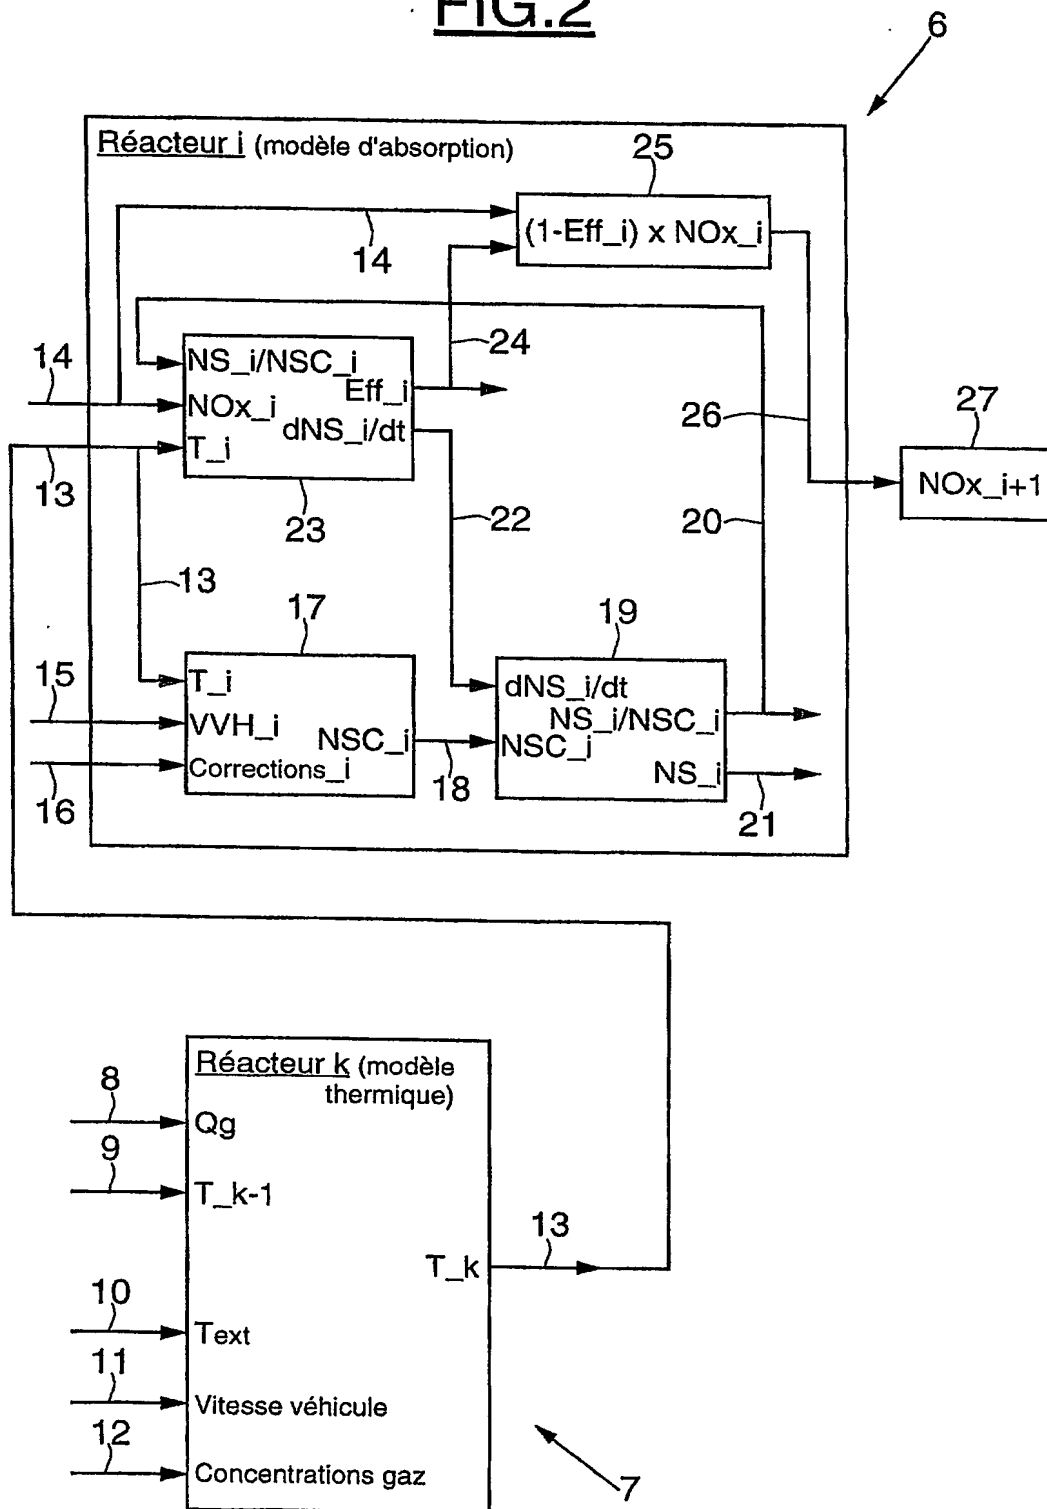 FIG.2
6
Réacteur i (modèle d'absorption)
25
(1-Eff_i) x NOx_i
14
24
14
NS_i/NSC_i
Eff_i
NOx_i
dNS_i/dt
T_i
26
27
NOx_i+1
13
23
22
20
13
17
19
15
T_i
dNS_i/dt
VVH_i
NS_i/NSC_i
NSC_i
NSC_i
Corrections_i
NS_i
16
18
21
Réacteur k (modèle
thermique)
8
Qg
9
T_k-1
13
T_k
10
Text
11
Vitesse véhicule
12
Concentrations gaz
7